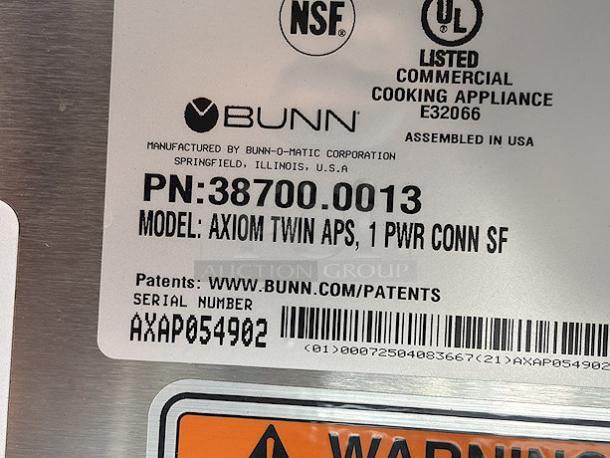 NSF®
UL
LISTED
COMMERCIAL
COOKING APPLIANCE
E32066
ASSEMBLED IN USA
BUNN®
MANUFACTURED BY BUNN-O-MATIC CORPORATION
SPRINGFIELD, ILLINOIS, U.S.A
PN:38700.0013
MODEL: AXIOM TWIN APS, 1 PWR CONN SF
AUCTION GROUP
Patents: WWW.BUNN.COM/PATENTS
SERIAL NUMBER
AXAP054902
(01)00072504083667(21)AXAP054902
WARNING